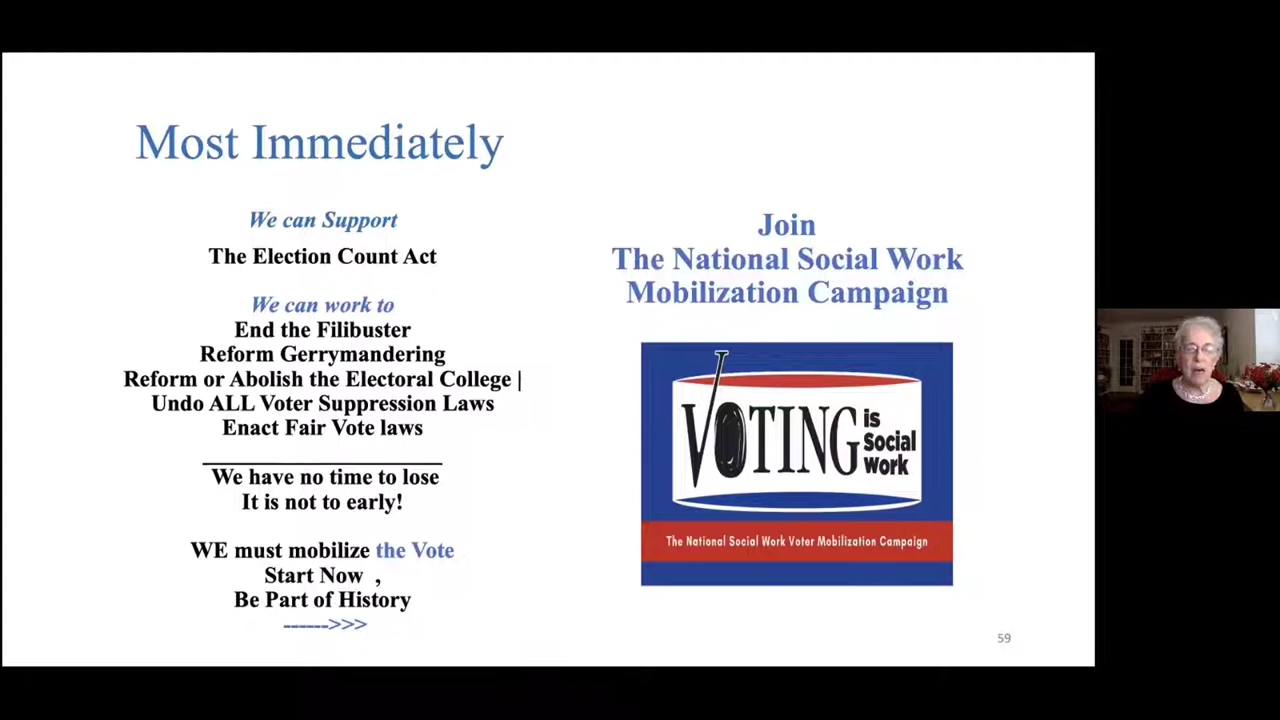 Most Immediately
We can Support
The Election Count Act
We can work to
End the Filibuster
Reform Gerrymandering
Reform or Abolish the Electoral College |
Undo ALL Voter Suppression Laws
Enact Fair Vote laws
We have no time to lose
It is not to early!
WE must mobilize the Vote
Start Now ,
Be Part of History
------>>>
Join
The National Social Work
Mobilization Campaign
VOTING is
Social
Work
The National Social Work Voter Mobilization Campaign
59